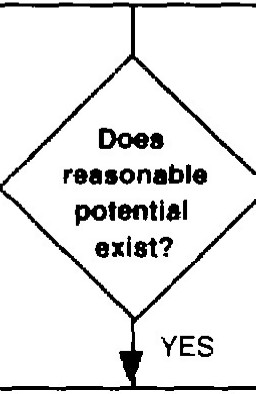 Does
reasonable
potential
exist?
YES